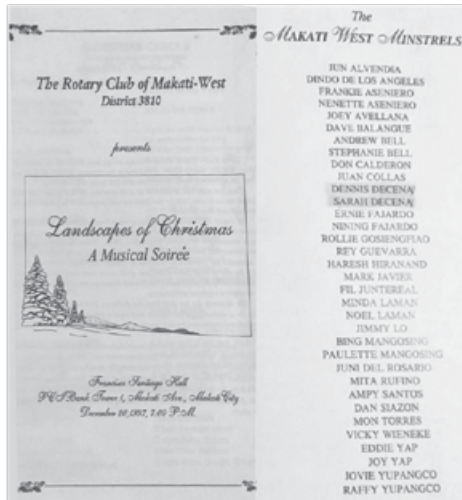 The Rotary Club of Makati-West
District 3810
presents
Landscapes of Christmas
A Musical Soireè
Francisco Santiago Hall
PCIBank Tower 1, Makati Ave., Makati City
December 10, 1997, 7:00 P.M.
The
MAKATI WEST MINSTRELS
JUN ALVENDIA
DINDO DE LOS ANGELES
FRANKIE ASENIERO
NENETTE ASENIERO
JOEY AVELLANA
DAVE BALANGUE
ANDREW BELL
STEPHANIE BELL
DON CALDERON
JUAN COLLAS
DENNIS DECENA
SARAH DECENA
ERNIE FAJARDO
NINING FAJARDO
ROLLIE GOSIENGFIAO
REY GUEVARRA
HARESH HIRANAND
MARK JAVIER
FIL JUNTEREAL
MINDA LAMAN
NOEL LAMAN
JIMMY LO
BING MANGOSING
PAULETTE MANGOSING
JUNI DEL ROSARIO
MITA RUFINO
AMPY SANTOS
DAN SIAZON
MON TORRES
VICKY WIENEKE
EDDIE YAP
JOY YAP
JOVIE YUPANGCO
RAFFY YUPANGCO